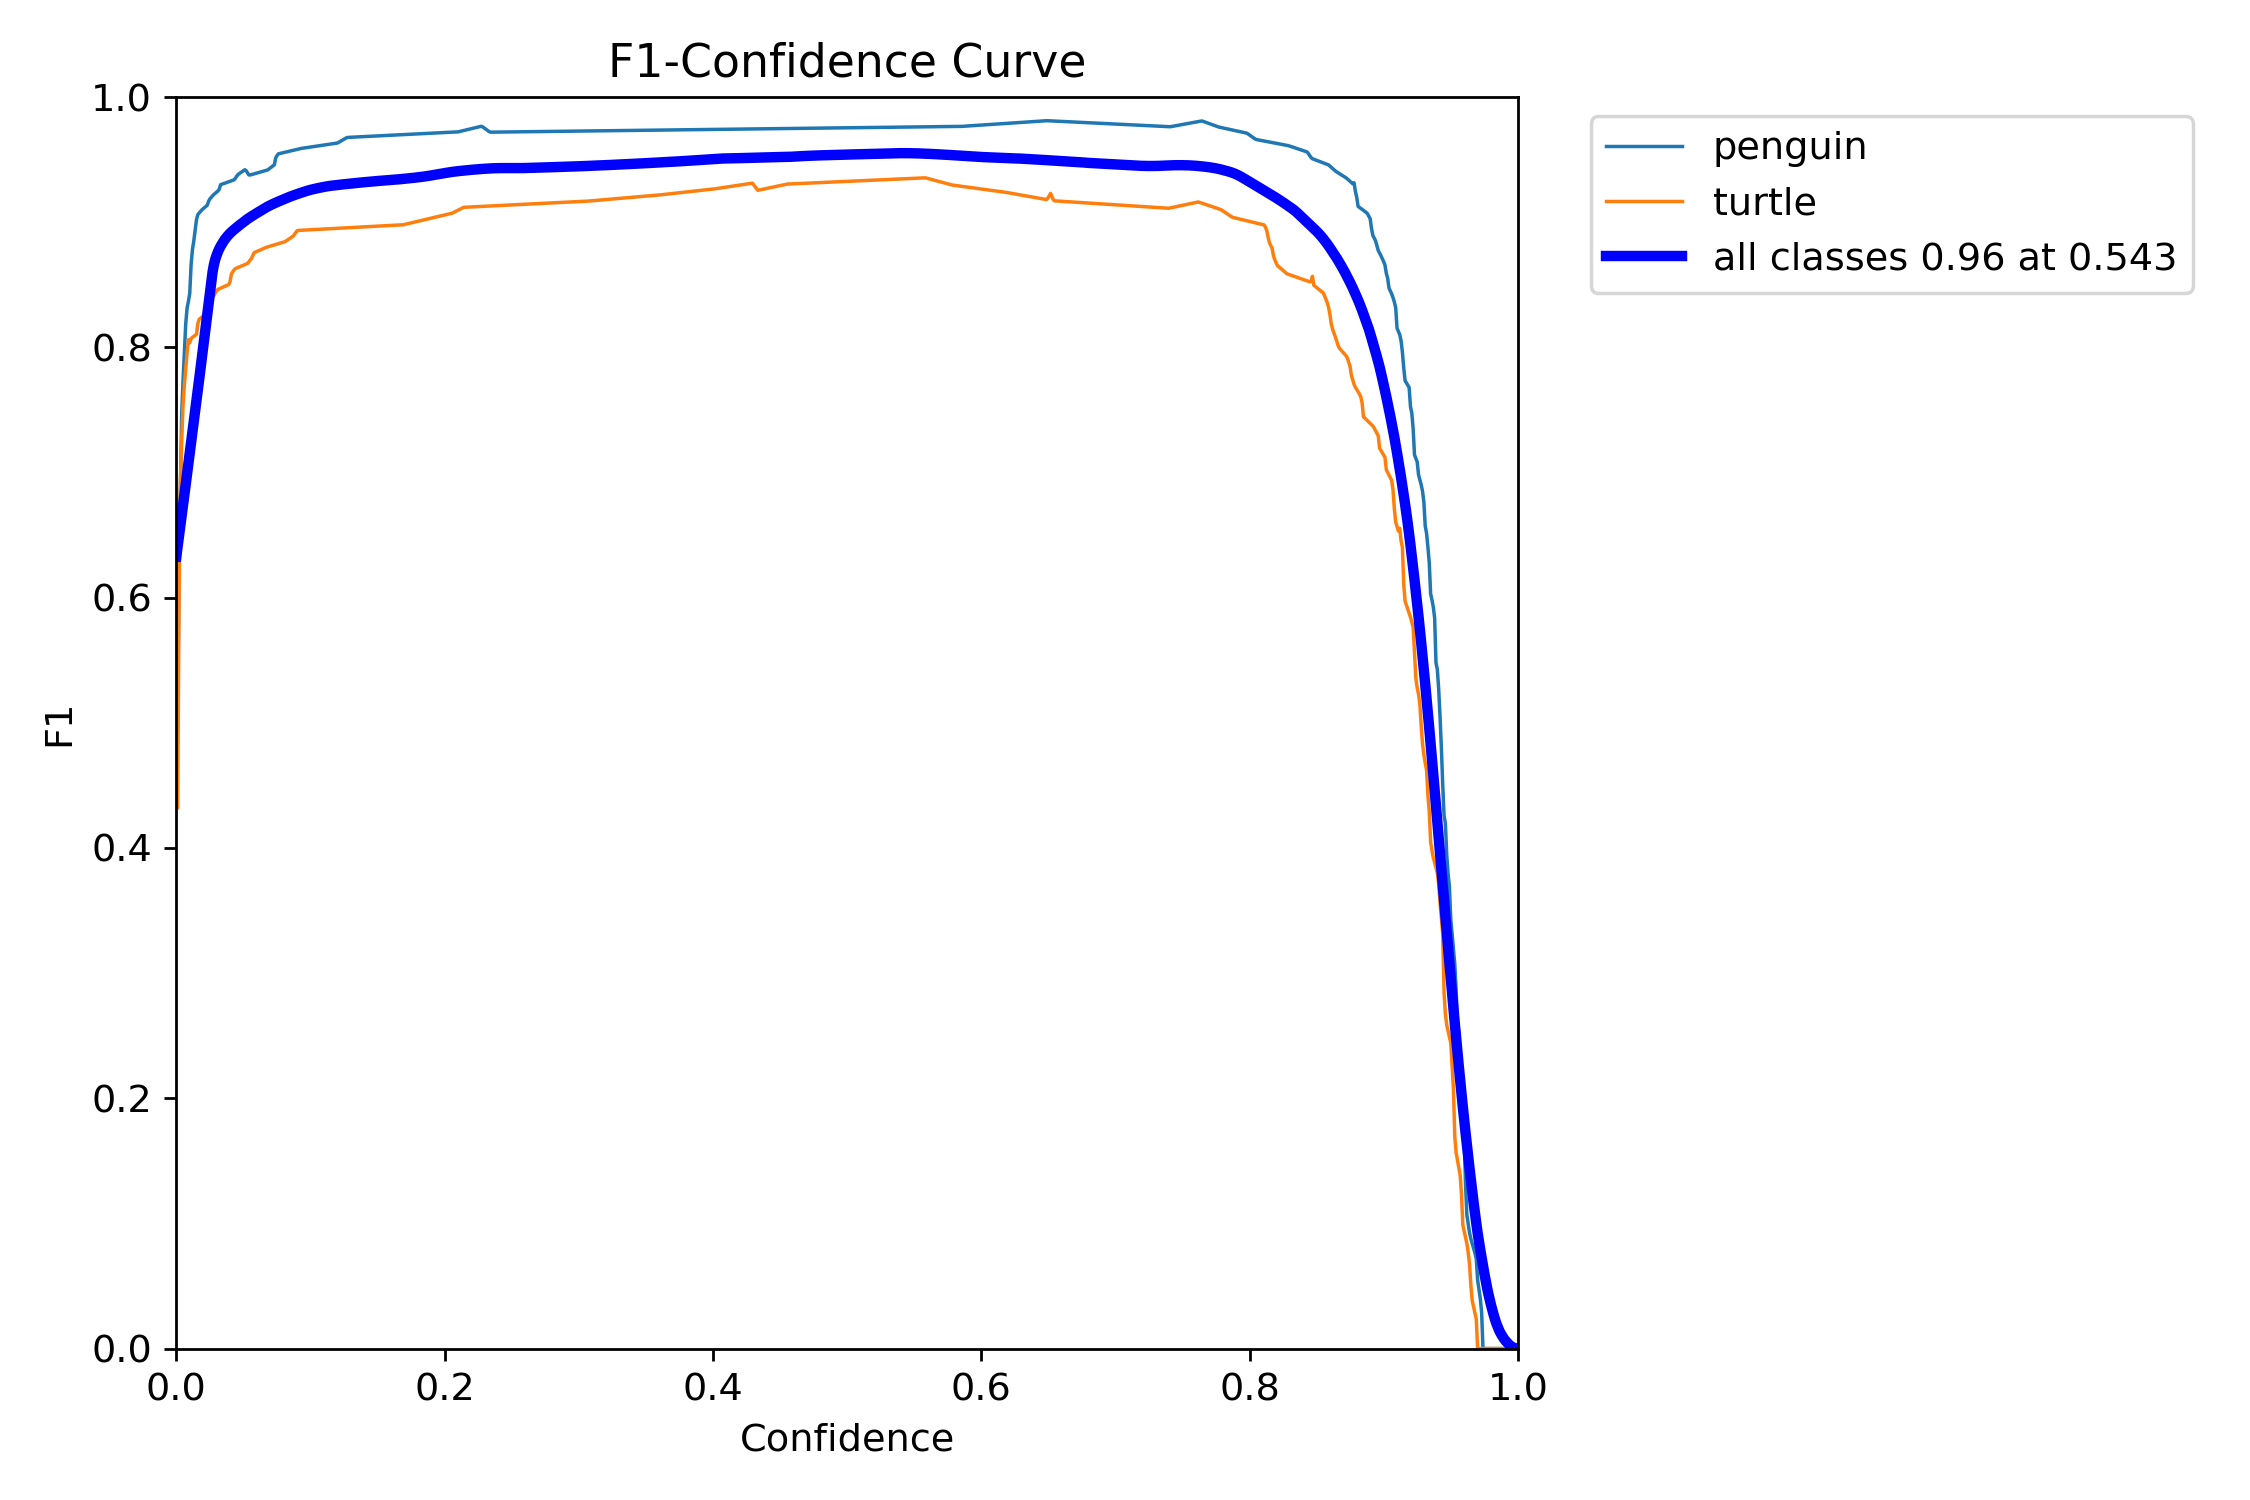 F1-Confidence Curve
1.0
0.8
0.6
0.4
0.2
0.0
F1
0.0 0.2 0.4 0.6 0.8 1.0
Confidence
penguin
turtle
all classes 0.96 at 0.543